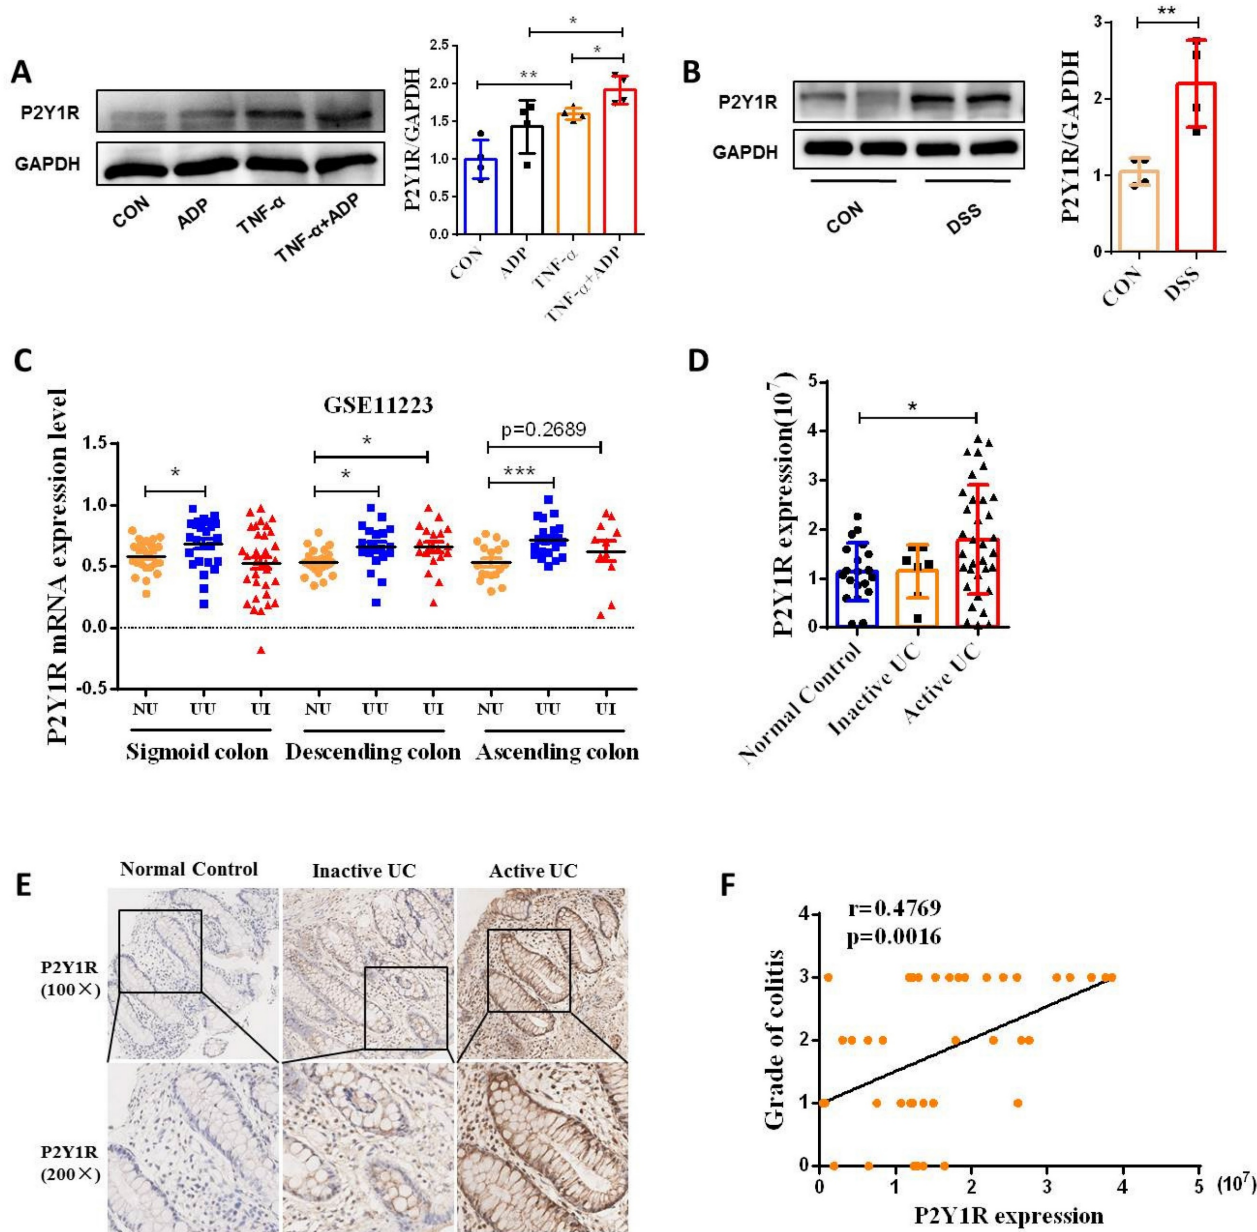 A
P2Y1R
GAPDH
CON
ADP
TNF-α
TNF-α+ADP
P2Y1R/GAPDH
2.5
2.0
1.5
1.0
0.5
0.0
**
*
*
CON
ADP
TNF-α
TNF-α+ADP
B
P2Y1R
GAPDH
CON
DSS
P2Y1R/GAPDH
3
2
1
0
**
CON
DSS
C
GSE11223
P2Y1R mRNA expression level
1.5
1.0
0.5
0.0
-0.5
*
*
*
***
p=0.2689
NU UU UI NU UU UI NU UU UI
Sigmoid colon Descending colon Ascending colon
D
P2Y1R expression(10^7)
5
4
3
2
1
0
*
Normal Control
Inactive UC
Active UC
E
Normal Control Inactive UC Active UC
P2Y1R
(100×)
P2Y1R
(200×)
F
r=0.4769
p=0.0016
Grade of colitis
4
3
2
1
0
0 1 2 3 4 5 (10^7)
P2Y1R expression